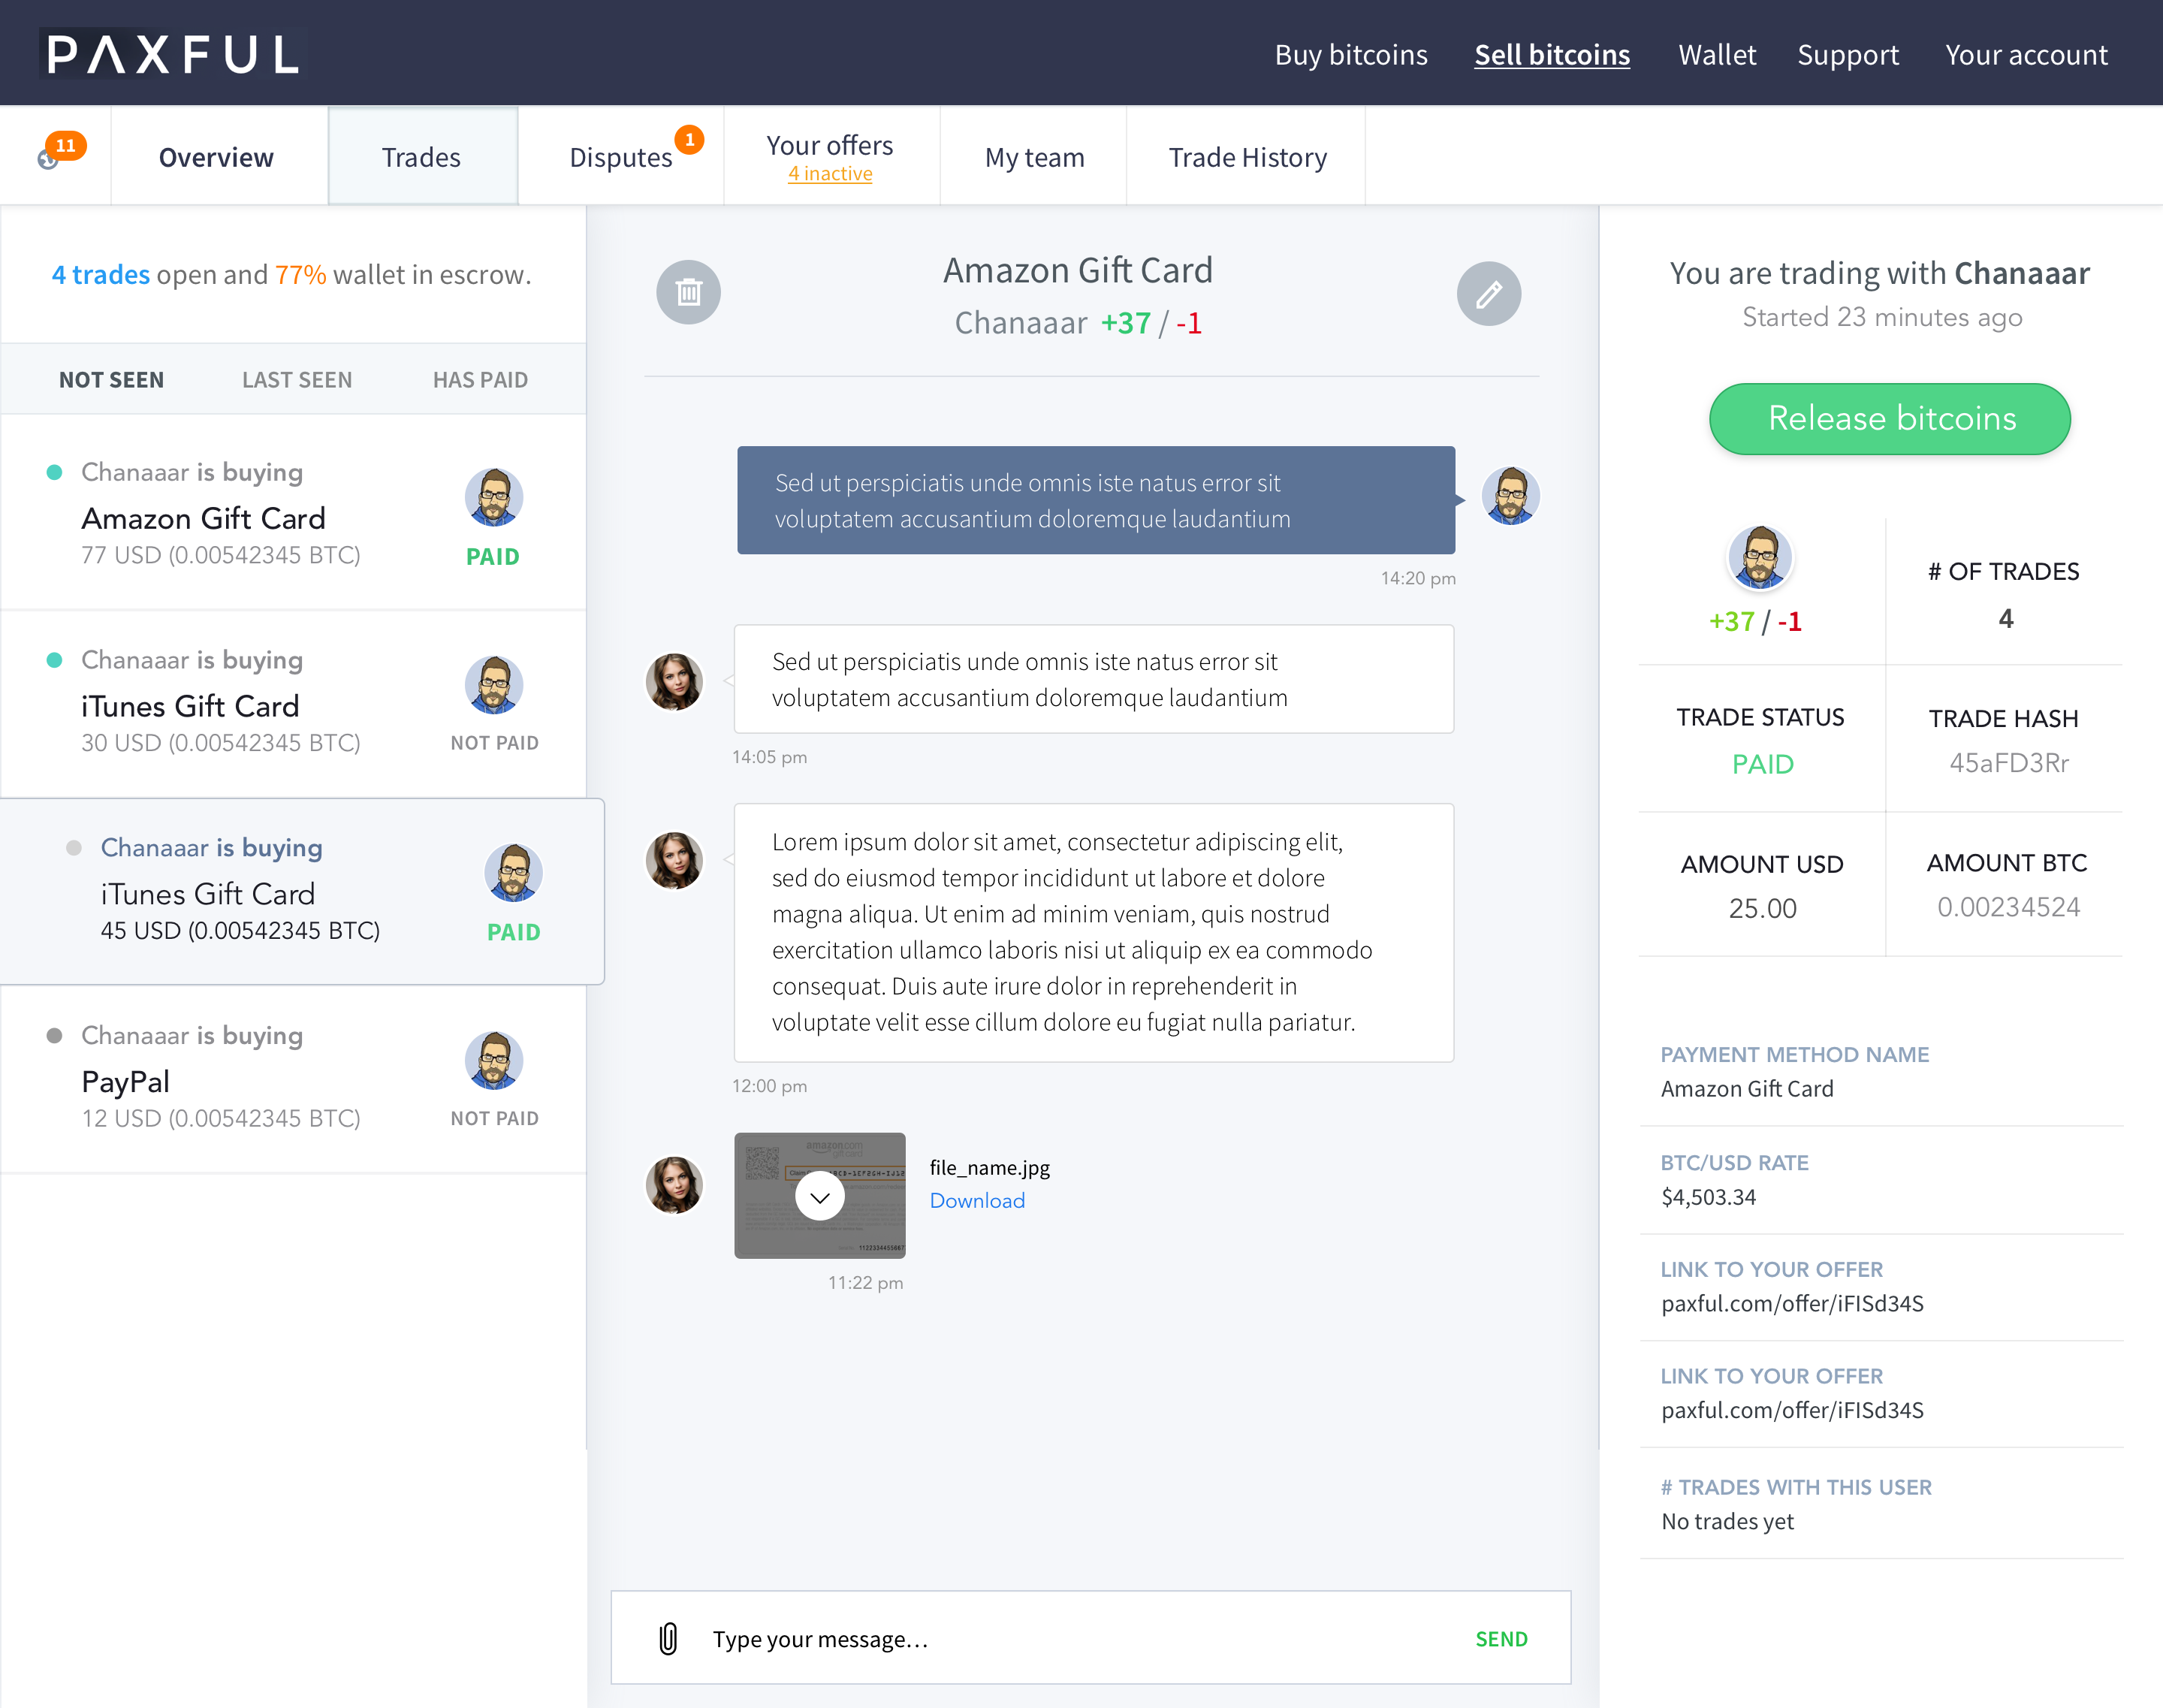 PAXFUL
Buy bitcoins
Sell bitcoins
Wallet
Support
Your account
11
Overview
Trades
Disputes
1
Your offers
4 inactive
My team
Trade History
4 trades open and 77% wallet in escrow.
NOT SEEN
LAST SEEN
HAS PAID
Chanaaar is buying
Amazon Gift Card
77 USD (0.00542345 BTC)
PAID
Chanaaar is buying
iTunes Gift Card
30 USD (0.00542345 BTC)
NOT PAID
Chanaaar is buying
iTunes Gift Card
45 USD (0.00542345 BTC)
PAID
Chanaaar is buying
PayPal
12 USD (0.00542345 BTC)
NOT PAID
Amazon Gift Card
Chanaaar +37 / -1
Sed ut perspiciatis unde omnis iste natus error sit
voluptatem accusantium doloremque laudantium
14:20 pm
Sed ut perspiciatis unde omnis iste natus error sit
voluptatem accusantium doloremque laudantium
14:05 pm
Lorem ipsum dolor sit amet, consectetur adipiscing elit,
sed do eiusmod tempor incididunt ut labore et dolore
magna aliqua. Ut enim ad minim veniam, quis nostrud
exercitation ullamco laboris nisi ut aliquip ex ea commodo
consequat. Duis aute irure dolor in reprehenderit in
voluptate velit esse cillum dolore eu fugiat nulla pariatur.
12:00 pm
amazon.com
gift card
file_name.jpg
Download
11:22 pm
Type your message...
SEND
You are trading with Chanaaar
Started 23 minutes ago
Release bitcoins
+37 / -1
# OF TRADES
4
TRADE STATUS
PAID
TRADE HASH
45aFD3Rr
AMOUNT USD
25.00
AMOUNT BTC
0.00234524
PAYMENT METHOD NAME
Amazon Gift Card
BTC/USD RATE
$4,503.34
LINK TO YOUR OFFER
paxful.com/offer/iFISd34S
LINK TO YOUR OFFER
paxful.com/offer/iFISd34S
# TRADES WITH THIS USER
No trades yet